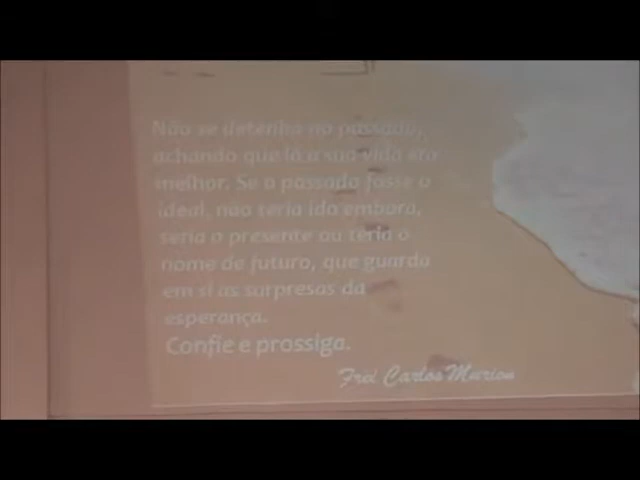 Não se detenha no passado,
achando que lá a sua vida era
melhor. Se o passado fosse o
ideal, não teria ido embora,
seria o presente ou teria o
nome de futuro, que guarda
em si as surpresas da
esperança.
Confie e prossiga.
Frei Carlos Murion